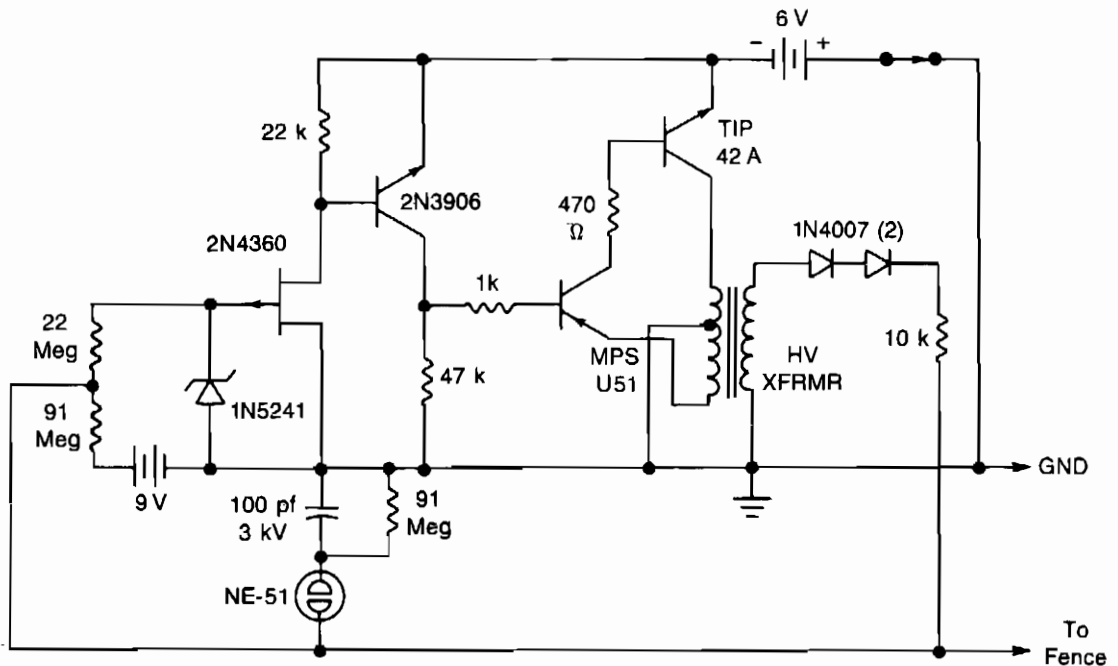 6 V
- +
22 k
TIP
42 A
2N3906
470
Ω
1N4007 (2)
2N4360
1k
22
Meg
10 k
MPS
U51
HV
XFRMR
47 k
1N5241
91
Meg
GND
9 V
100 pf
3 kV
91
Meg
NE-51
To
Fence